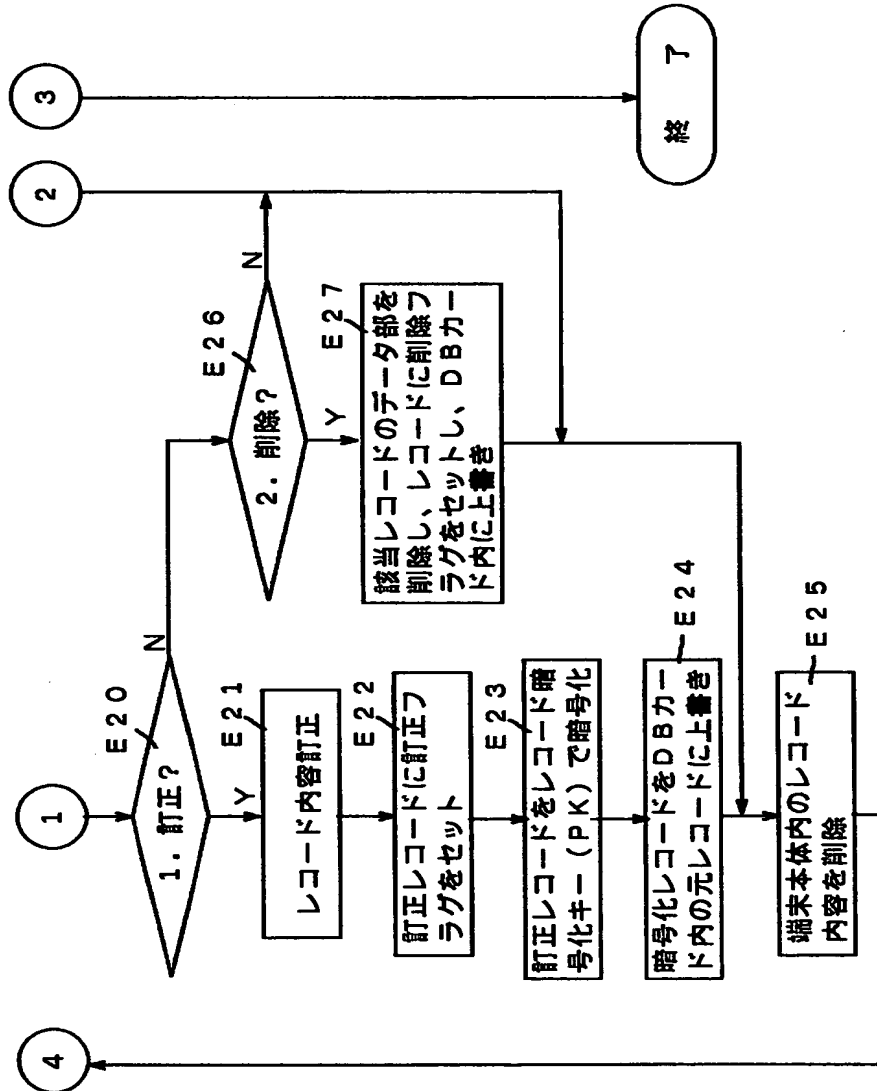 4
1
2
3
E20
1. 訂正?
N
Y
E21
レコード内容訂正
E22
訂正レコードに訂正フ
ラグをセット
E23
訂正レコードをレコード暗
号化キー(PK)で暗号化
E24
暗号化レコードをDBカー
ド内の元レコードに上書き
E25
端末本体内のレコード
内容を削除
E26
2. 削除?
N
Y
E27
該当レコードのデータ部を
削除し、レコードに削除フ
ラグをセットし、DBカー
ド内に上書き
終 了